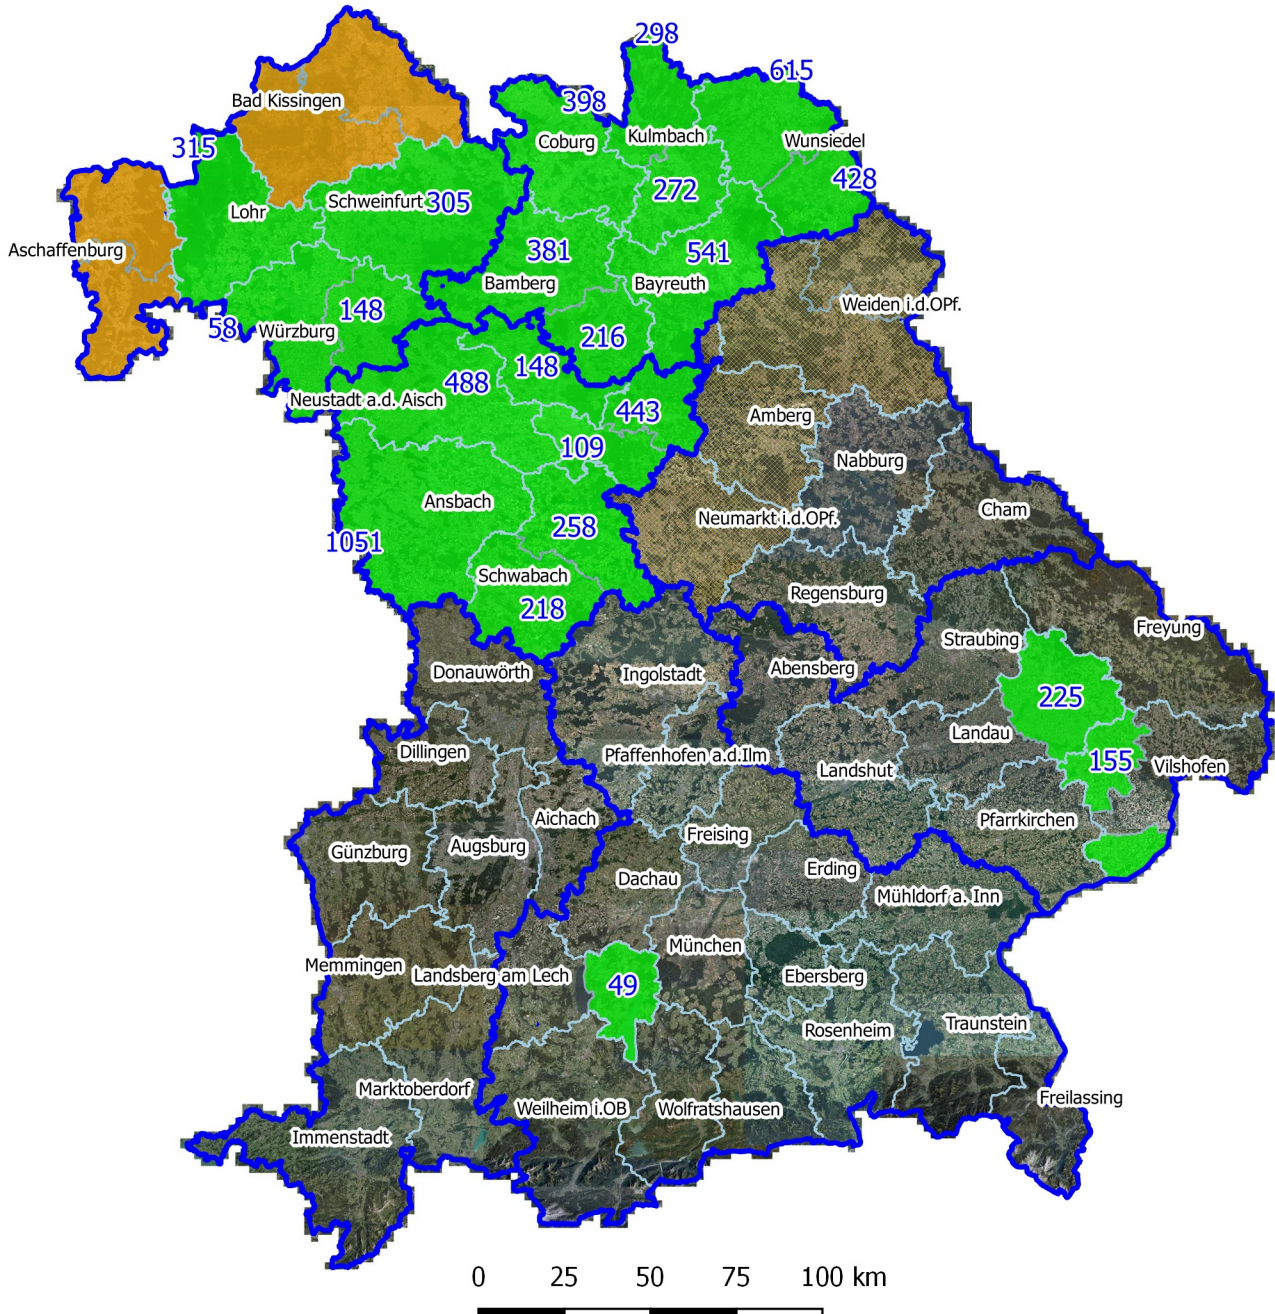 298
615
398
Bad Kissingen
Coburg
Kulmbach
Wunsiedel
315
428
272
Schweinfurt 305
Lohr
Aschaffenburg
381
541
Bamberg
Bayreuth
Weiden i.d.OPf.
148
58
Würzburg
216
148
488
Neustadt a.d. Aisch
443
Amberg
109
Nabburg
Ansbach
Cham
Neumarkt i.d.OPf.
258
1051
Schwabach
Regensburg
218
Freyung
Straubing
Donauwörth
Ingolstadt
Abensberg
225
Landau
Dillingen
Pfaffenhofen a.d.Ilm
155
Vilshofen
Landshut
Aichach
Pfarrkirchen
Freising
Günzburg
Augsburg
Erding
Dachau
Mühldorf a. Inn
München
Memmingen
Landsberg am Lech
Ebersberg
49
Traunstein
Rosenheim
Marktoberdorf
Freilassing
Weilheim i.OB
Wolfratshausen
Immenstadt
0 25 50 75 100 km